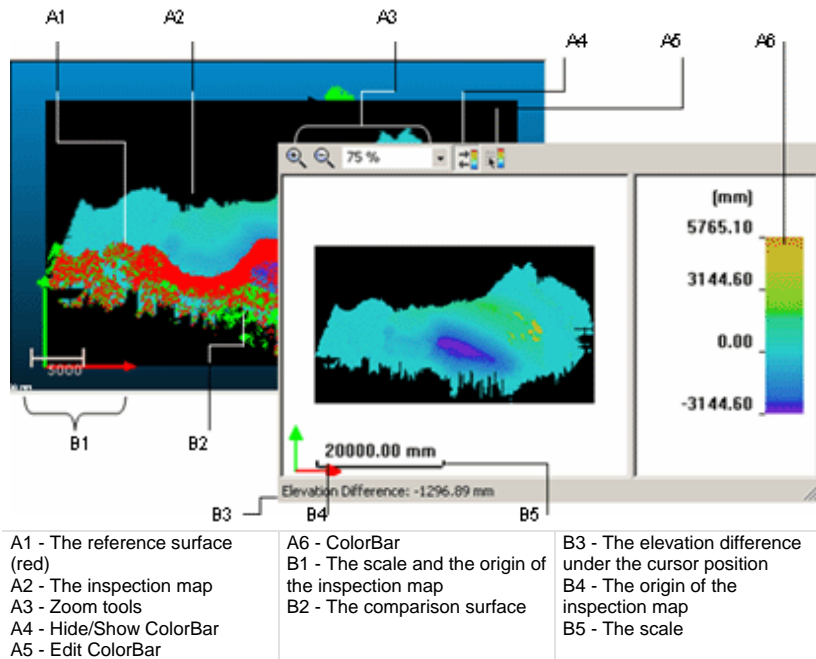 A1 A2 A3 A4 A5 A6
75 %
[mm]
5765.10
3144.60
0.00
-3144.60
5000
20000.00 mm
Elevation Difference: -1296.89 mm
B1 B2 B3 B4 B5
A1 - The reference surface
(red)
A2 - The inspection map
A3 - Zoom tools
A4 - Hide/Show ColorBar
A5 - Edit ColorBar
A6 - ColorBar
B1 - The scale and the origin of
the inspection map
B2 - The comparison surface
B3 - The elevation difference
under the cursor position
B4 - The origin of the
inspection map
B5 - The scale